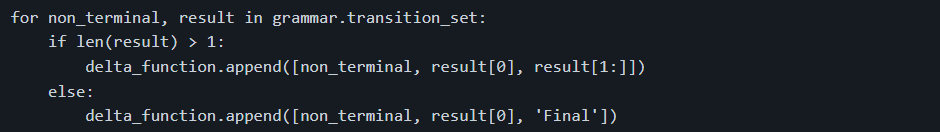 for non_terminal, result in grammar.transition_set:
    if len(result) > 1:
        delta_function.append([non_terminal, result[0], result[1:]])
    else:
        delta_function.append([non_terminal, result[0], 'Final'])